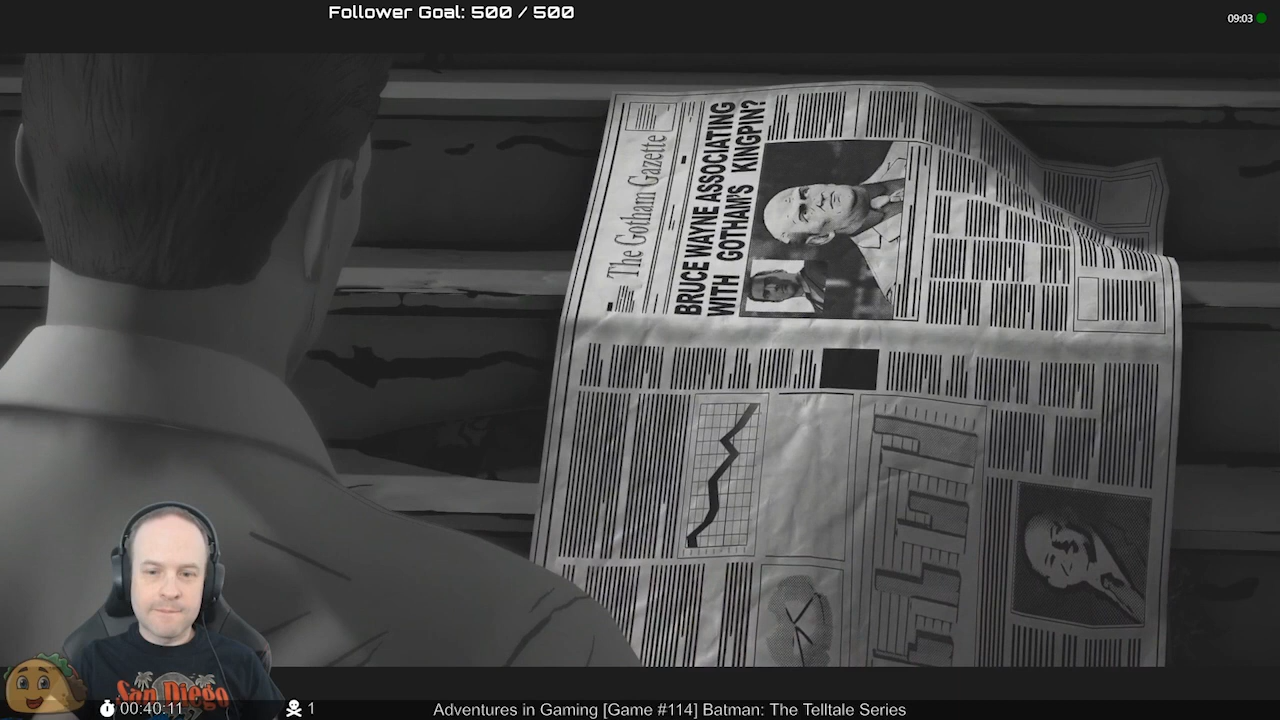 Follower Goal: 500 / 500
09:03
The Gotham Gazette
BRUCE WAYNE ASSOCIATING
WITH GOTHAM'S KINGPIN?
San Diego
00:40:11
1
Adventures in Gaming [Game #114] Batman: The Telltale Series